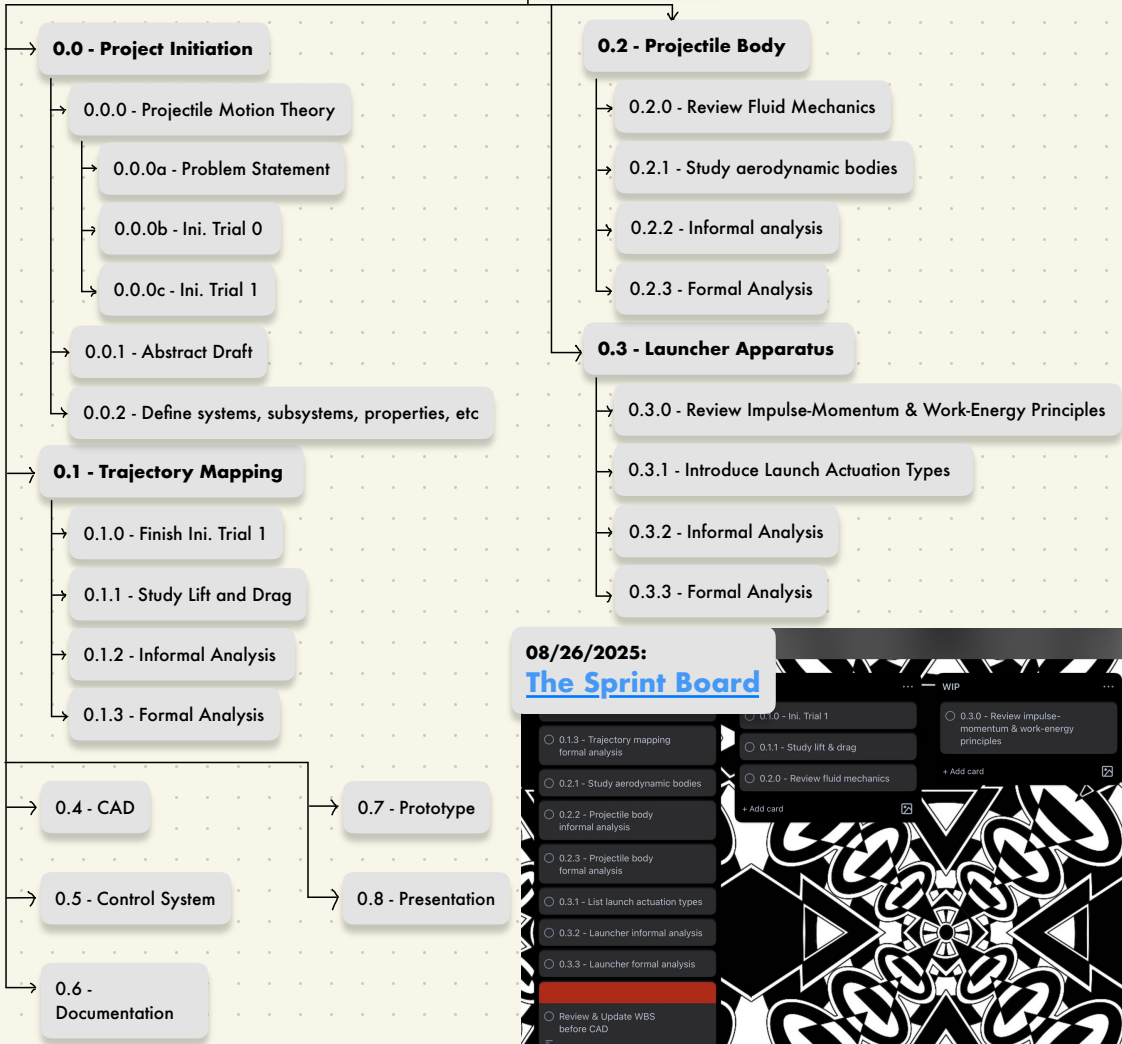 0.0 - Project Initiation
0.0.0 - Projectile Motion Theory
0.0.0a - Problem Statement
0.0.0b - Ini. Trial 0
0.0.0c - Ini. Trial 1
0.0.1 - Abstract Draft
0.0.2 - Define systems, subsystems, properties, etc
0.1 - Trajectory Mapping
0.1.0 - Finish Ini. Trial 1
0.1.1 - Study Lift and Drag
0.1.2 - Informal Analysis
0.1.3 - Formal Analysis
0.2 - Projectile Body
0.2.0 - Review Fluid Mechanics
0.2.1 - Study aerodynamic bodies
0.2.2 - Informal analysis
0.2.3 - Formal Analysis
0.3 - Launcher Apparatus
0.3.0 - Review Impulse-Momentum & Work-Energy Principles
0.3.1 - Introduce Launch Actuation Types
0.3.2 - Informal Analysis
0.3.3 - Formal Analysis
0.4 - CAD
0.5 - Control System
0.6 -
Documentation
0.7 - Prototype
0.8 - Presentation
08/26/2025:
The Sprint Board
0.1.3 - Trajectory mapping
formal analysis
0.2.1 - Study aerodynamic bodies
0.2.2 - Projectile body
informal analysis
0.2.3 - Projectile body
formal analysis
0.3.1 - List launch actuation types
0.3.2 - Launcher informal analysis
0.3.3 - Launcher formal analysis
Review & Update WBS
before CAD
0.1.0 - Ini. Trial 1
0.1.1 - Study lift & drag
0.2.0 - Review fluid mechanics
+ Add card
WIP
0.3.0 - Review impulse-
momentum & work-energy
principles
+ Add card